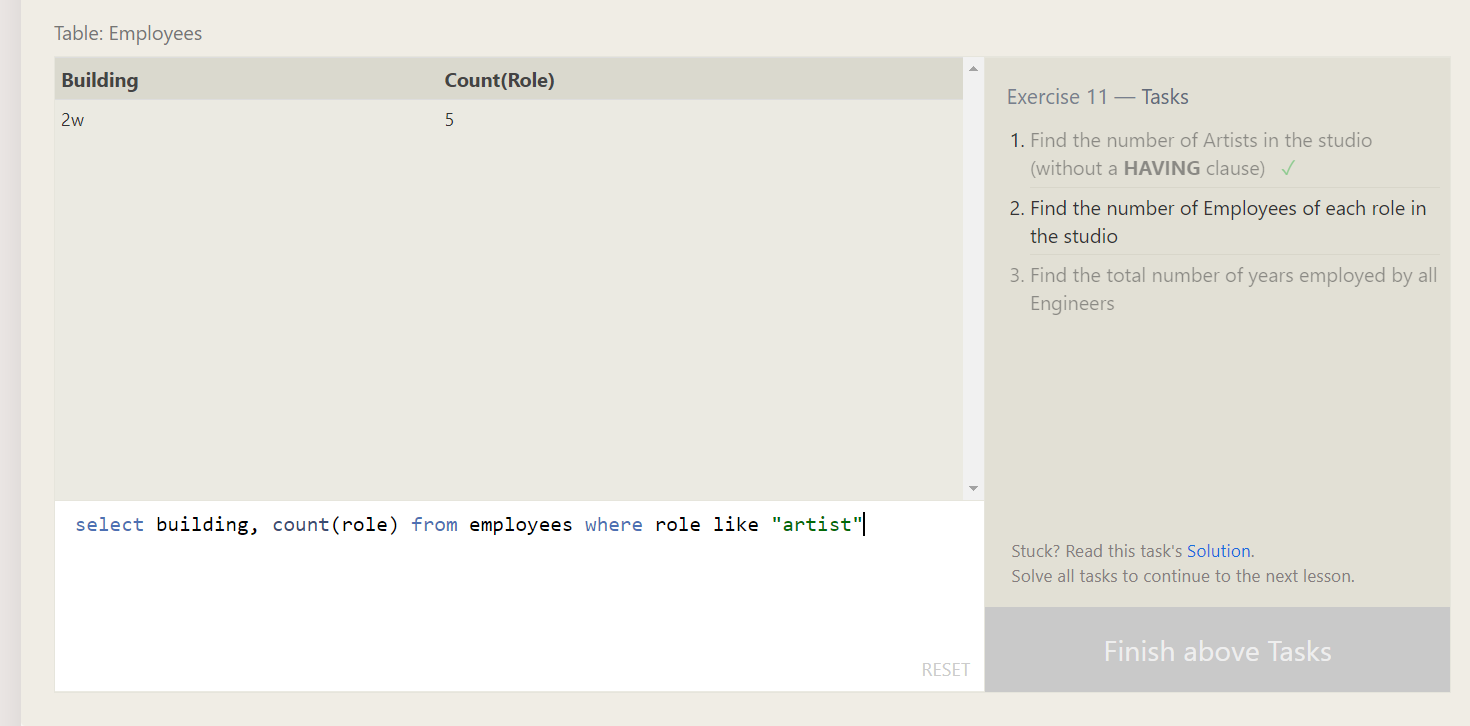 Table: Employees
Building Count(Role)
2w 5
select building, count(role) from employees where role like "artist"
RESET
Exercise 11 — Tasks
1. Find the number of Artists in the studio
(without a HAVING clause) ✓
2. Find the number of Employees of each role in
the studio
3. Find the total number of years employed by all
Engineers
Stuck? Read this task's Solution.
Solve all tasks to continue to the next lesson.
Finish above Tasks